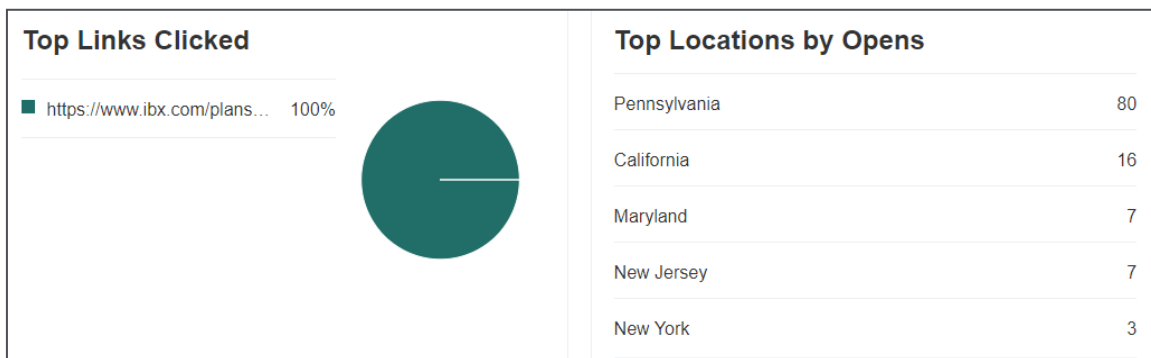 Top Links Clicked
https://www.ibx.com/plans... 100%
Top Locations by Opens
Pennsylvania 80
California 16
Maryland 7
New Jersey 7
New York 3